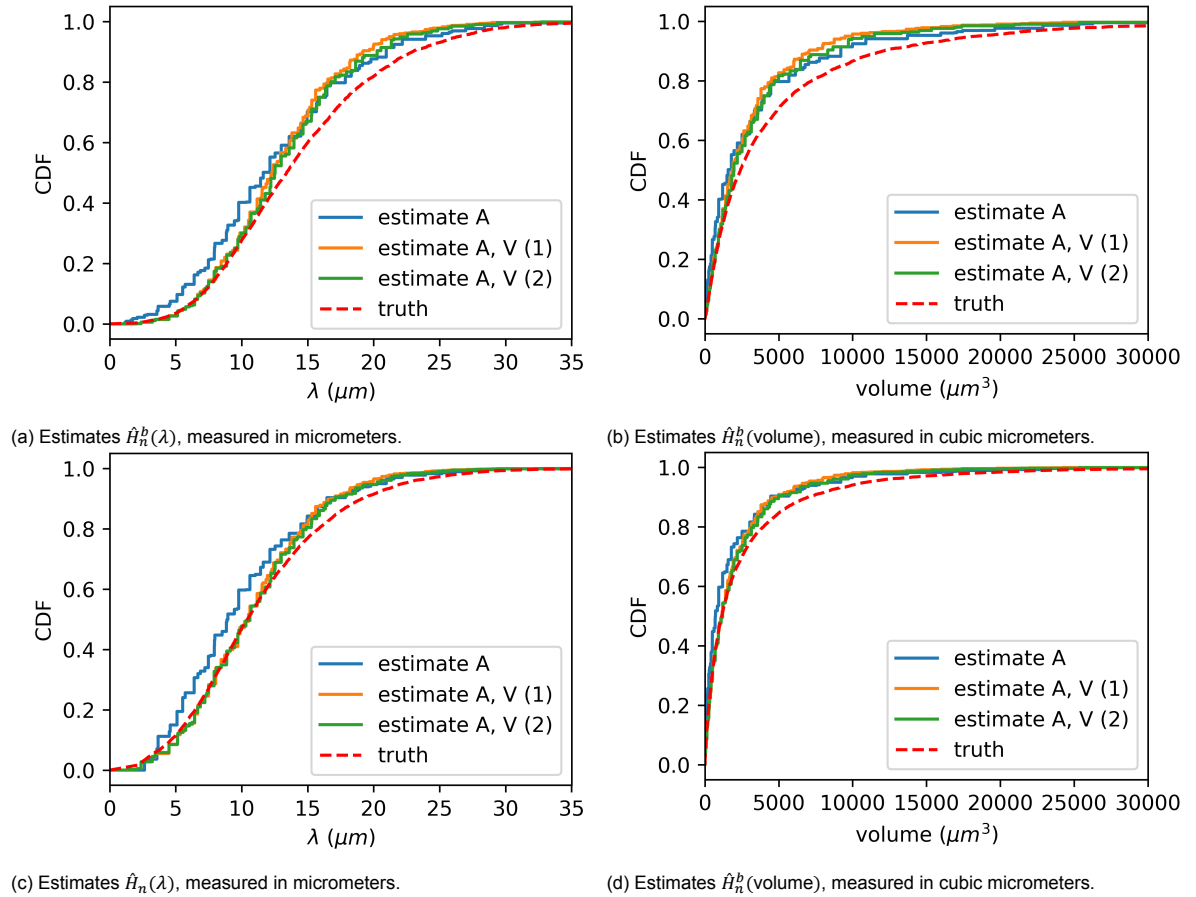 1.0
0.8
0.6
0.4
0.2
0.0
CDF
0 5 10 15 20 25 30 35
λ (μm)
estimate A
estimate A, V (1)
estimate A, V (2)
truth
(a) Estimates Ĥᵇₙ(λ), measured in micrometers.
1.0
0.8
0.6
0.4
0.2
0.0
CDF
0 5000 10000 15000 20000 25000 30000
volume (μm³)
estimate A
estimate A, V (1)
estimate A, V (2)
truth
(b) Estimates Ĥᵇₙ(volume), measured in cubic micrometers.
1.0
0.8
0.6
0.4
0.2
0.0
CDF
0 5 10 15 20 25 30 35
λ (μm)
estimate A
estimate A, V (1)
estimate A, V (2)
truth
(c) Estimates Ĥₙ(λ), measured in micrometers.
1.0
0.8
0.6
0.4
0.2
0.0
CDF
0 5000 10000 15000 20000 25000 30000
volume (μm³)
estimate A
estimate A, V (1)
estimate A, V (2)
truth
(d) Estimates Ĥᵇₙ(volume), measured in cubic micrometers.